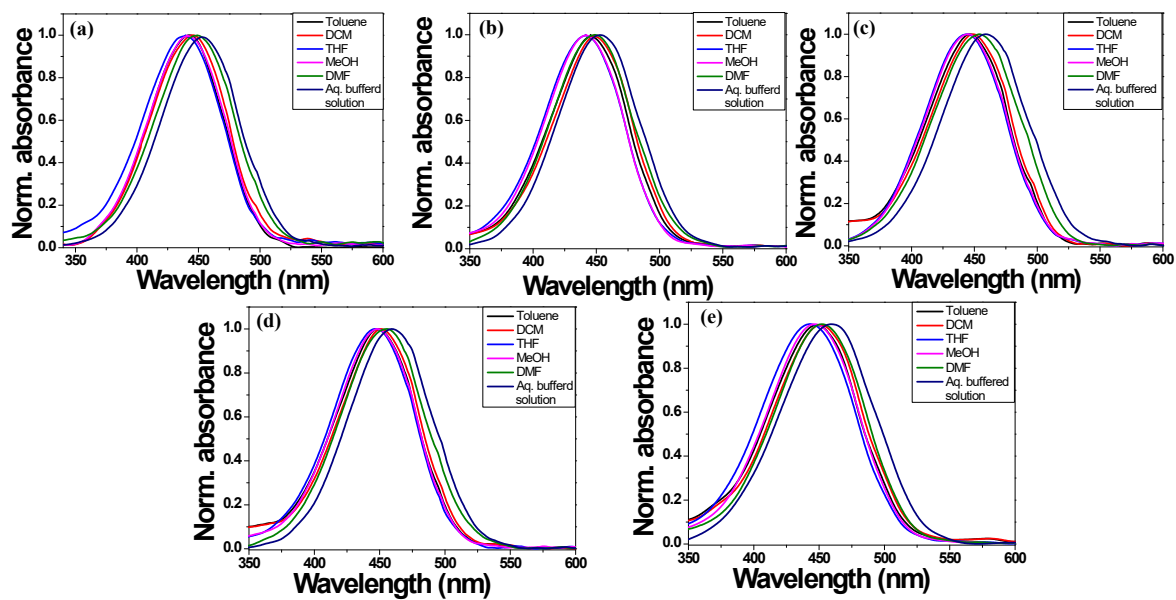 (a)
Toluene
DCM
THF
MeOH
DMF
Aq. bufferd
solution
Norm. absorbance
1.0
0.8
0.6
0.4
0.2
0.0
350 400 450 500 550 600
Wavelength (nm)
(b)
Toluene
DCM
THF
MeOH
DMF
Aq. bufferd
solution
Norm. absorbance
1.0
0.8
0.6
0.4
0.2
0.0
350 400 450 500 550 600
Wavelength (nm)
(c)
Toluene
DCM
THF
MeOH
DMF
Aq. bufferd
solution
Norm. absorbance
1.0
0.8
0.6
0.4
0.2
0.0
350 400 450 500 550 600
Wavelength (nm)
(d)
Toluene
DCM
THF
MeOH
DMF
Aq. bufferd
solution
Norm. absorbance
1.0
0.8
0.6
0.4
0.2
0.0
350 400 450 500 550 600
Wavelength (nm)
(e)
Toluene
DCM
THF
MeOH
DMF
Aq. buffered
solution
Norm. absorbance
1.0
0.8
0.6
0.4
0.2
0.0
350 400 450 500 550 600
Wavelength (nm)